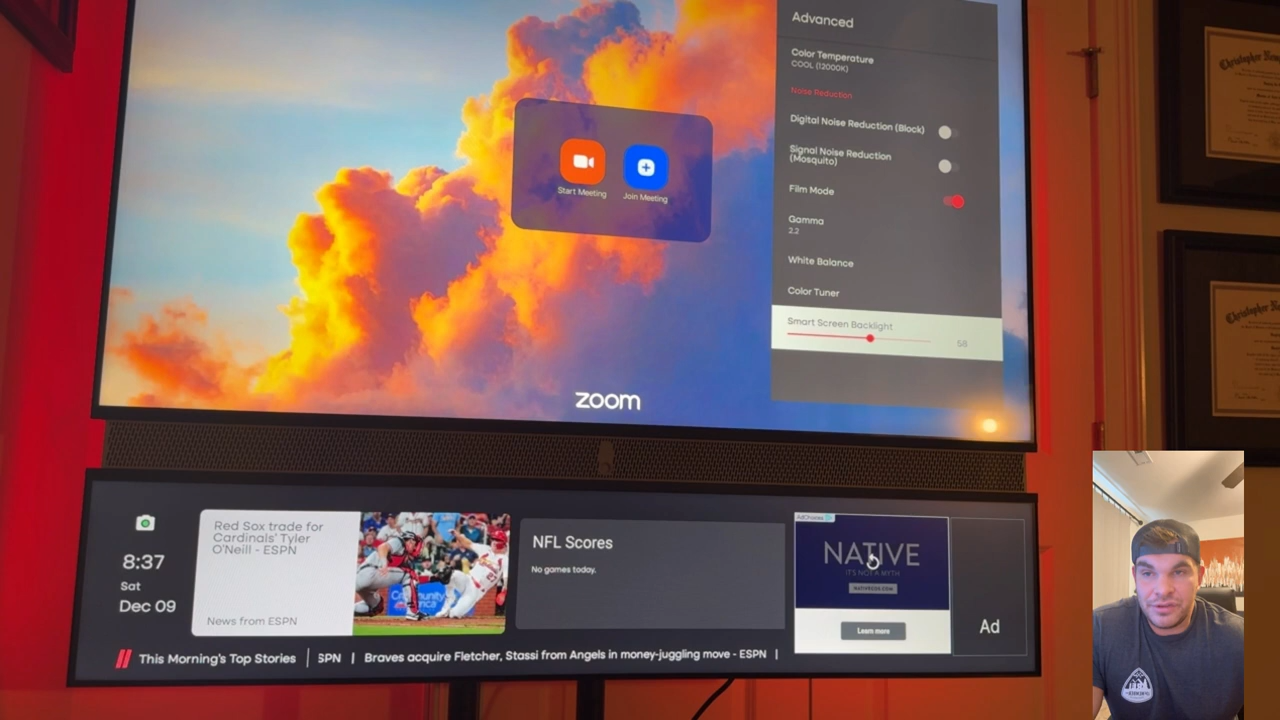 Advanced
Color Temperature
COOL (12000K)
Noise Reduction
Digital Noise Reduction (Block)
Signal Noise Reduction
(Mosquito)
Film Mode
Gamma
2.2
White Balance
Color Tuner
Smart Screen Backlight
58
Start Meeting
Join Meeting
zoom
8:37
Sat
Dec 09
Red Sox trade for
Cardinals' Tyler
O'Neill - ESPN
News from ESPN
NFL Scores
No games today.
AdChoices
NATIVE
IT'S NOT A MYTH
NATIVECOS.COM
Learn more
Ad
This Morning's Top Stories | SPN | Braves acquire Fletcher, Stassi from Angels in money-juggling move - ESPN |